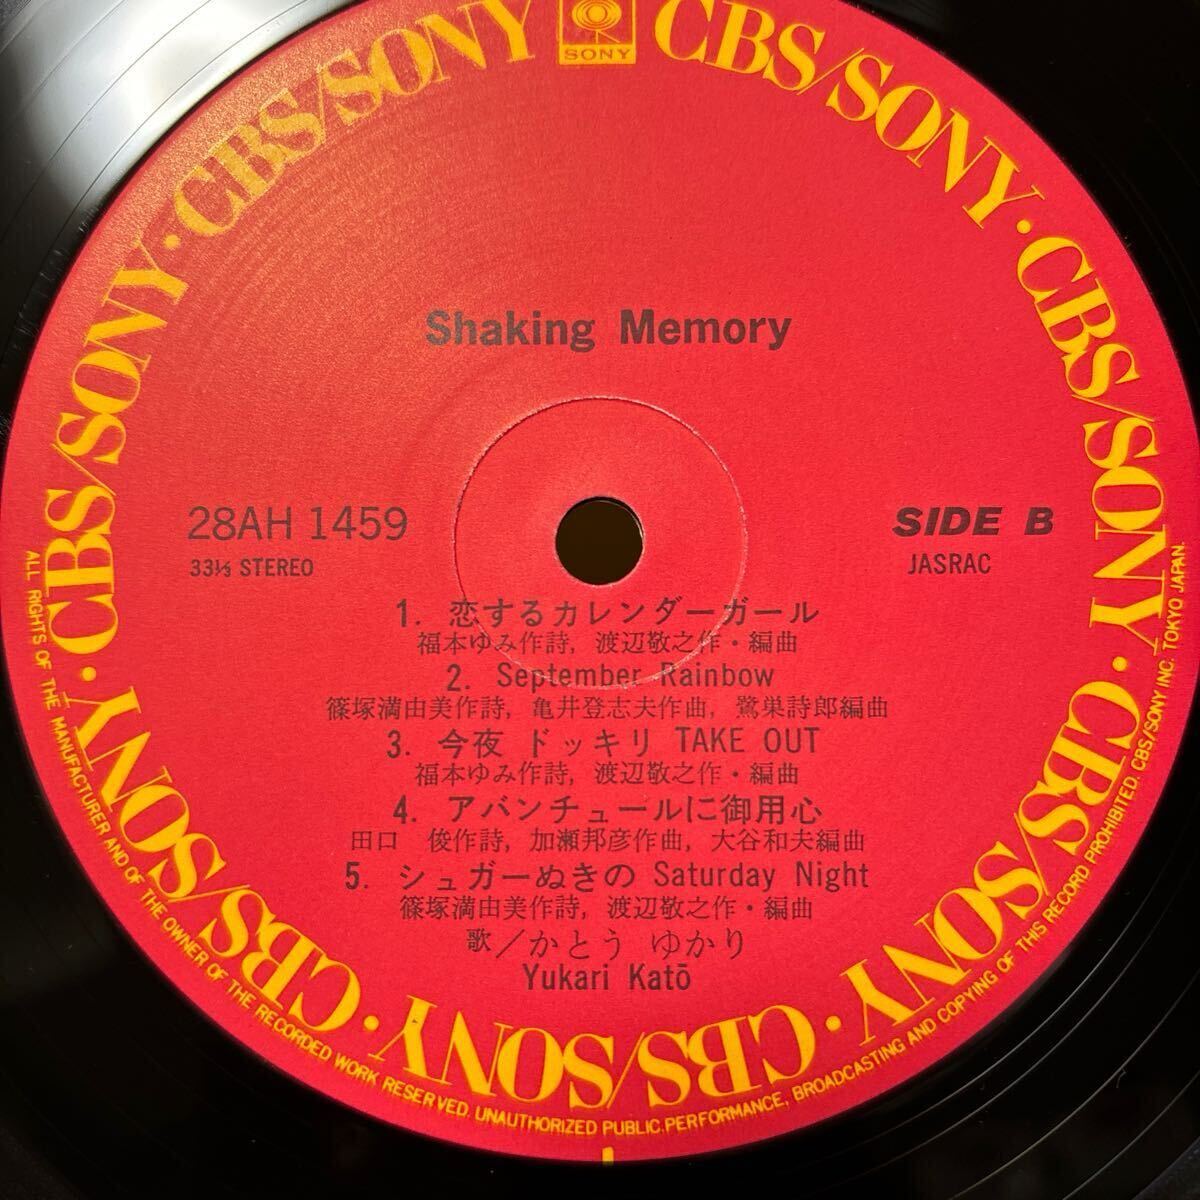 SONY
CBS/SONY · CBS/SONY · CBS/SONY · CBS/SONY · CBS/SONY · CBS/SONY · CBS/SONY · CBS/SONY · CBS/SONY · CBS/SONY
Shaking Memory
28AH 1459
33⅓ STEREO
SIDE B
JASRAC
1. 恋するカレンダーガール
福本ゆみ作詩, 渡辺敬之作・編曲
2. September Rainbow
篠塚満由美作詩, 亀井登志夫作曲, 鷺巣詩郎編曲
3. 今夜 ドッキリ TAKE OUT
福本ゆみ作詩, 渡辺敬之作・編曲
4. アバンチュールに御用心
田口 俊作詩, 加瀬邦彦作曲, 大谷和夫編曲
5. シュガーぬきの Saturday Night
篠塚満由美作詩, 渡辺敬之作・編曲
歌／かとう ゆかり
Yukari Katō
ALL RIGHTS OF THE MANUFACTURER AND OF THE OWNER OF THE RECORDED WORK RESERVED. UNAUTHORIZED PUBLIC PERFORMANCE, BROADCASTING AND COPYING OF THIS RECORD PROHIBITED. CBS/SONY INC. TOKYO JAPAN.